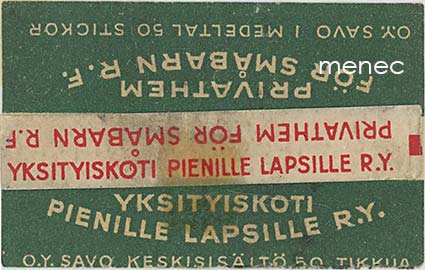 O.Y. SAVO I MEDELTAL 50 STICKOR
FÖR SMÅBARN R.F.
PRIVATHEM
menec
PRIVATHEM FÖR SMÅBARN R.F
YKSITYISKOTI PIENILLE LAPSILLE R.Y.
YKSITYISKOTI
PIENILLE LAPSILLE R.Y.
O.Y. SAVO KESKISISÄLTÖ 50 TIKKUA